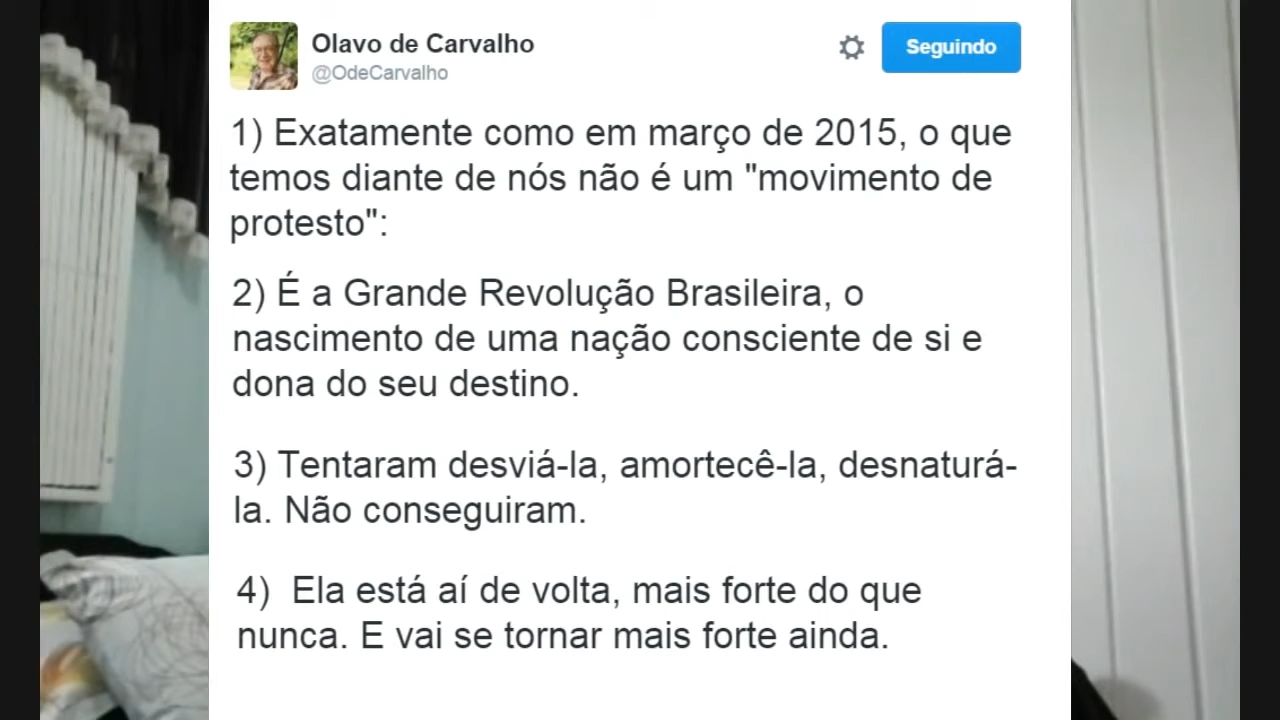 Olavo de Carvalho
@OdeCarvalho
Seguindo
1) Exatamente como em março de 2015, o que
temos diante de nós não é um "movimento de
protesto":
2) É a Grande Revolução Brasileira, o
nascimento de uma nação consciente de si e
dona do seu destino.
3) Tentaram desviá-la, amortecê-la, desnaturá-
la. Não conseguiram.
4) Ela está aí de volta, mais forte do que
nunca. E vai se tornar mais forte ainda.